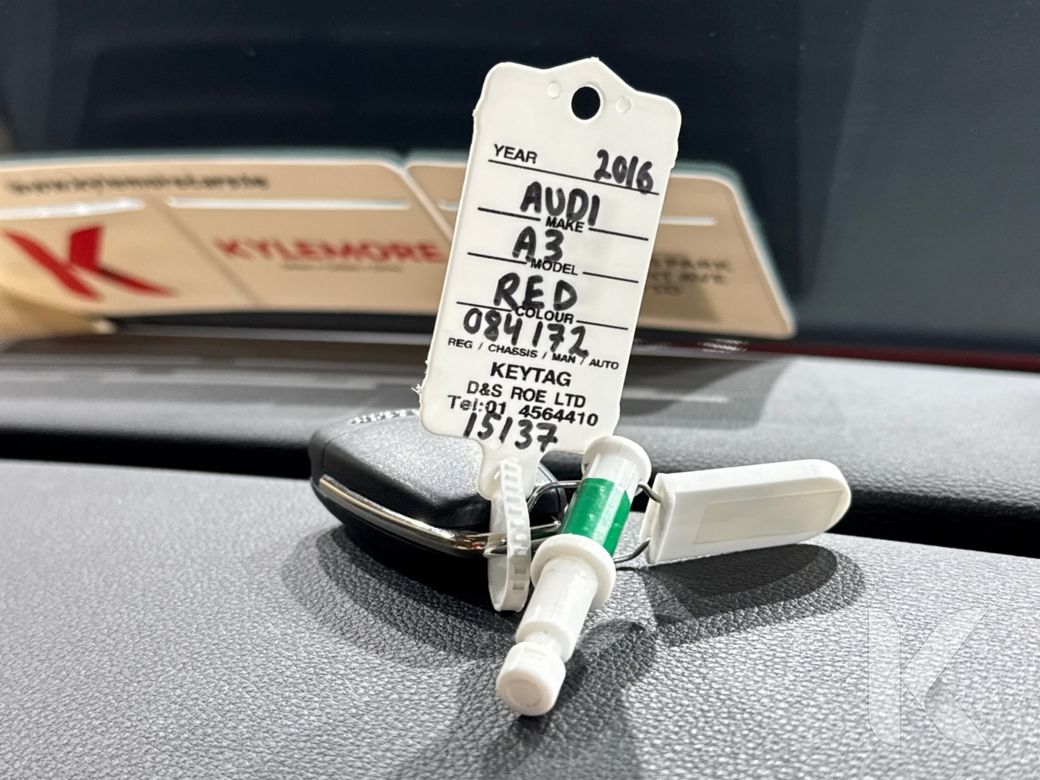 YEAR 2016
AUDI
MAKE
A3
MODEL
RED
COLOUR
084172
REG / CHASSIS / MAN / AUTO
KEYTAG
D&S ROE LTD
Tel:01 4564410
15137
K KYLEMORE
PARK